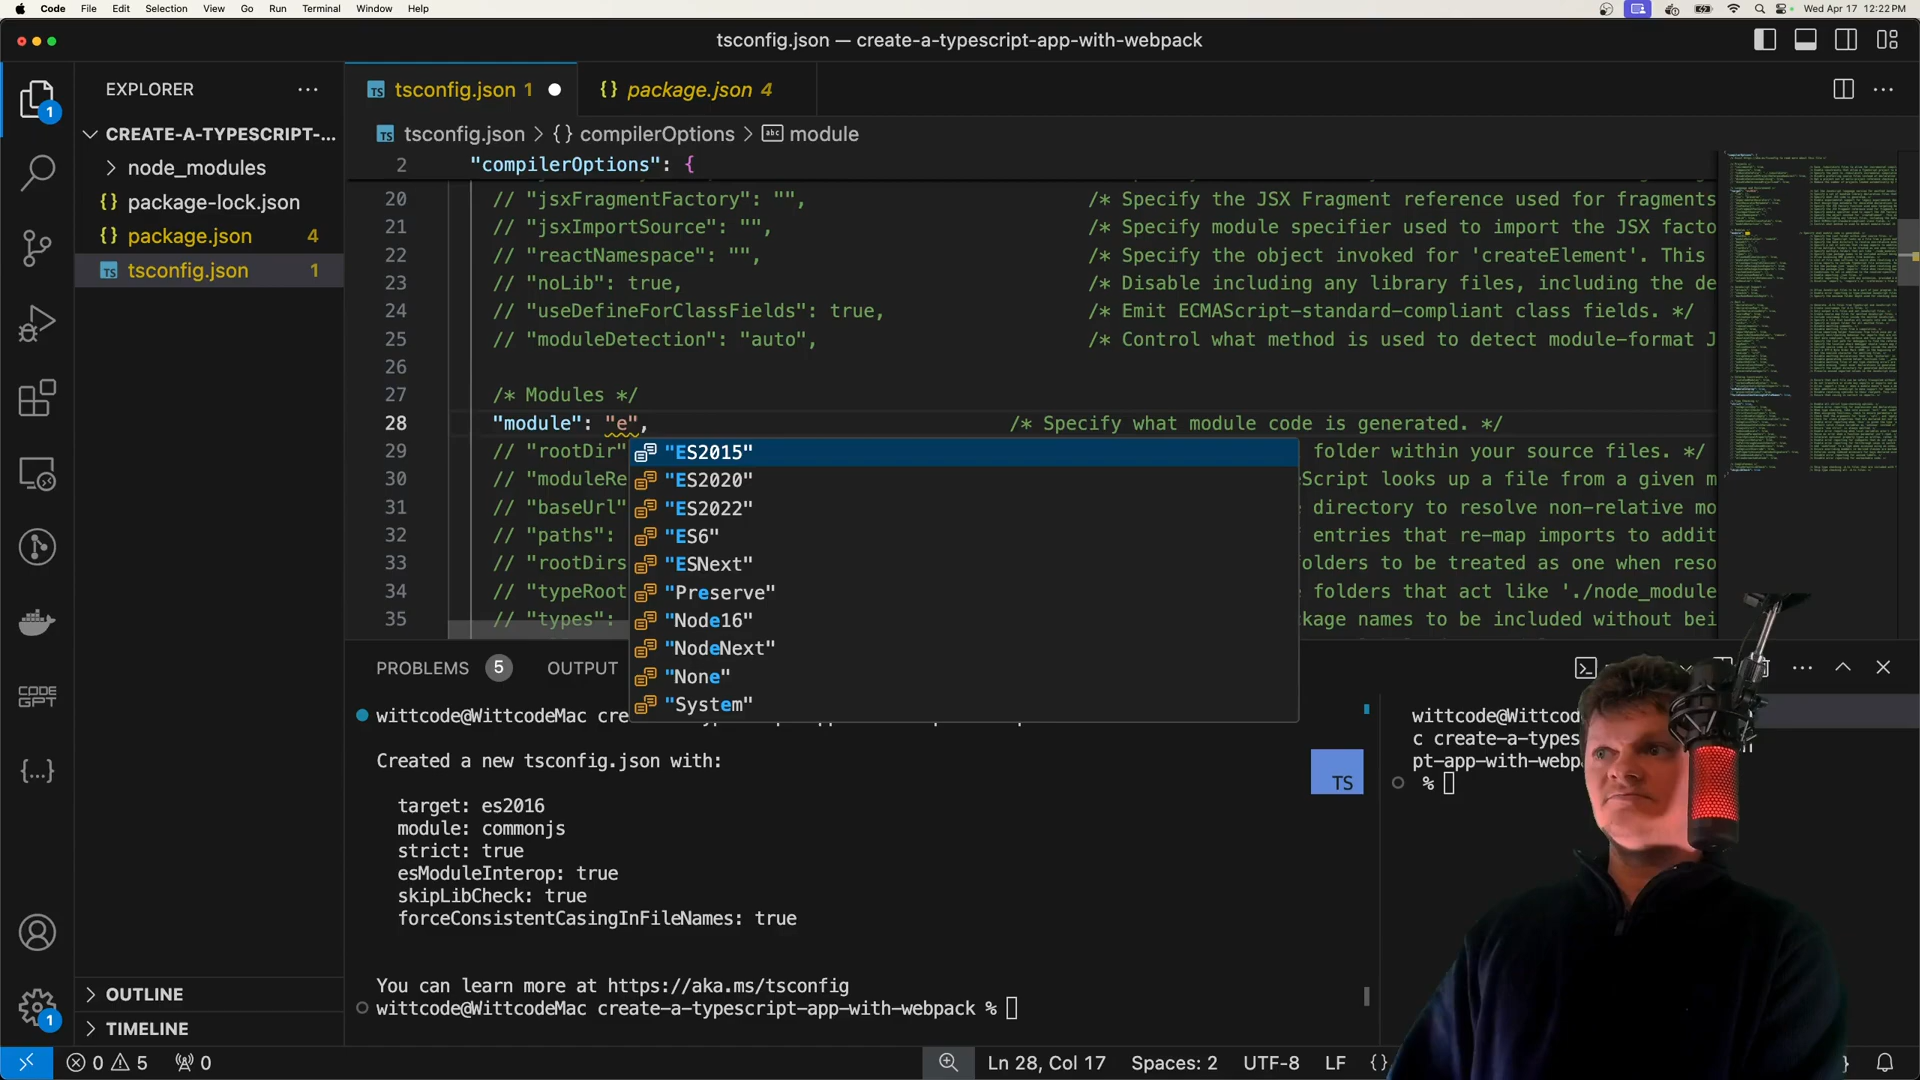 Code File Edit Selection View Go Run Terminal Window Help
Wed Apr 17 12:22 PM
tsconfig.json — create-a-typescript-app-with-webpack
EXPLORER
CREATE-A-TYPESCRIPT-...
node_modules
package-lock.json
{} package.json 4
TS tsconfig.json 1
OUTLINE
TIMELINE
1
CODE GPT
{...}
1
TS tsconfig.json 1
{} package.json 4
TS tsconfig.json > {} compilerOptions > abc module
2 "compilerOptions": {
20 // "jsxFragmentFactory": "", /* Specify the JSX Fragment reference used for fragments
21 // "jsxImportSource": "", /* Specify module specifier used to import the JSX facto
22 // "reactNamespace": "", /* Specify the object invoked for 'createElement'. This
23 // "noLib": true, /* Disable including any library files, including the de
24 // "useDefineForClassFields": true, /* Emit ECMAScript-standard-compliant class fields. */
25 // "moduleDetection": "auto", /* Control what method is used to detect module-format J
26
27 /* Modules */
28 "module": "e", /* Specify what module code is generated. */
29 // "rootDir" folder within your source files. */
30 // "moduleRe eScript looks up a file from a given m
31 // "baseUrl" directory to resolve non-relative mo
32 // "paths": entries that re-map imports to addit
33 // "rootDirs olders to be treated as one when reso
34 // "typeRoot folders that act like './node_module
35 // "types": ckage names to be included without bei
"ES2015"
"ES2020"
"ES2022"
"ES6"
"ESNext"
"Preserve"
"Node16"
"NodeNext"
"None"
"System"
PROBLEMS 5 OUTPUT
wittcode@WittcodeMac cre
Created a new tsconfig.json with:
TS
target: es2016
module: commonjs
strict: true
esModuleInterop: true
skipLibCheck: true
forceConsistentCasingInFileNames: true
You can learn more at https://aka.ms/tsconfig
wittcode@WittcodeMac create-a-typescript-app-with-webpack %
wittcode@Wittcod
c create-a-types
pt-app-with-webp
%
0 5 0
Ln 28, Col 17 Spaces: 2 UTF-8 LF {}